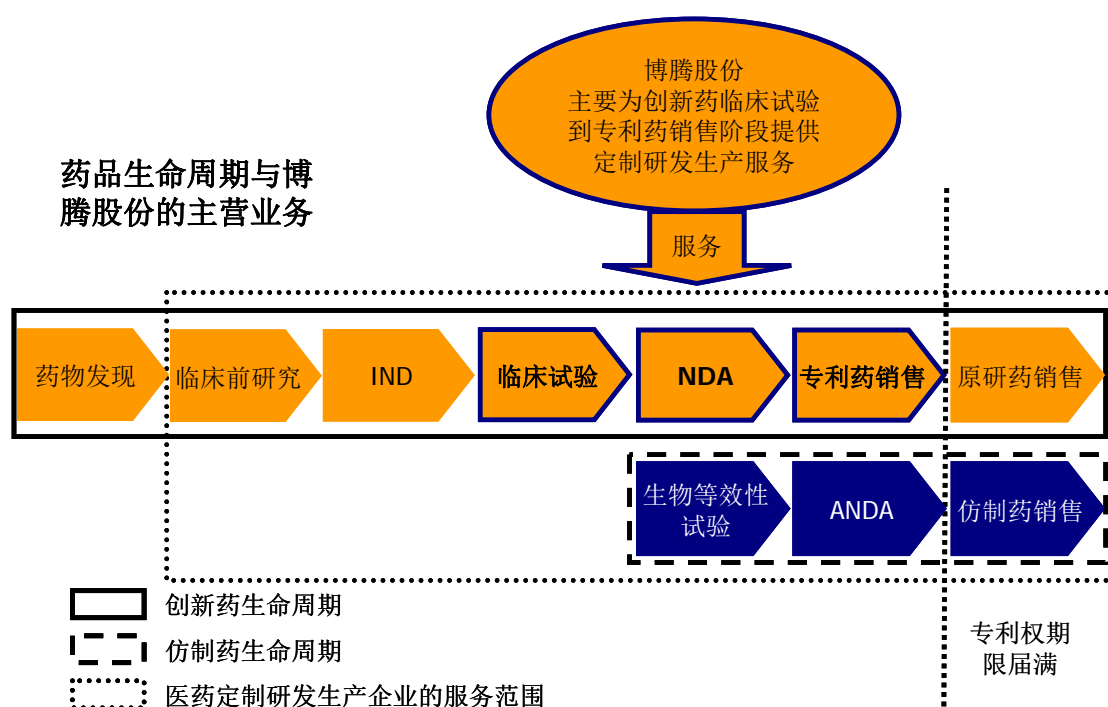 博腾股份
主要为创新药临床试验
到专利药销售阶段提供
定制研发生产服务
药品生命周期与博
腾股份的主营业务
服务
药物发现
临床前研究
IND
临床试验
NDA
专利药销售
原研药销售
生物等效性
试验
ANDA
仿制药销售
创新药生命周期
仿制药生命周期
医药定制研发生产企业的服务范围
专利权期
限届满